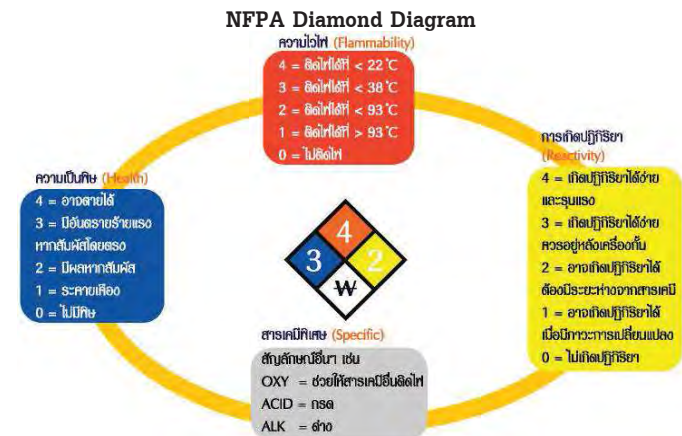 NFPA Diamond Diagram
ความไวไฟ (Flammability)
4 = ติดไฟได้ที่ < 22 °C
3 = ติดไฟได้ที่ < 38 °C
2 = ติดไฟได้ที่ < 93 °C
1 = ติดไฟได้ที่ > 93 °C
0 = ไม่ติดไฟ
การเกิดปฏิกิริยา
(Reactivity)
4 = เกิดปฏิกิริยาได้ง่าย
และรุนแรง
3 = เกิดปฏิกิริยาได้ง่าย
ควรอยู่หลังเครื่องกั้น
2 = อาจเกิดปฏิกิริยาได้
ต้องมีระยะห่างจากสารเคมี
1 = อาจเกิดปฏิกิริยาได้
เมื่อมีภาวะการเปลี่ยนแปลง
0 = ไม่เกิดปฏิกิริยา
ความเป็นพิษ (Health)
4 = อาจตายได้
3 = มีอันตรายร้ายแรง
หากสัมผัสโดยตรง
2 = มีผลหากสัมผัส
1 = ระคายเคือง
0 = ไม่มีพิษ
4
3 2
W
สารเคมีพิเศษ (Specific)
สัญลักษณ์อื่นๆ เช่น
OXY = ช่วยให้สารเคมีอื่นติดไฟ
ACID = กรด
ALK = ด่าง